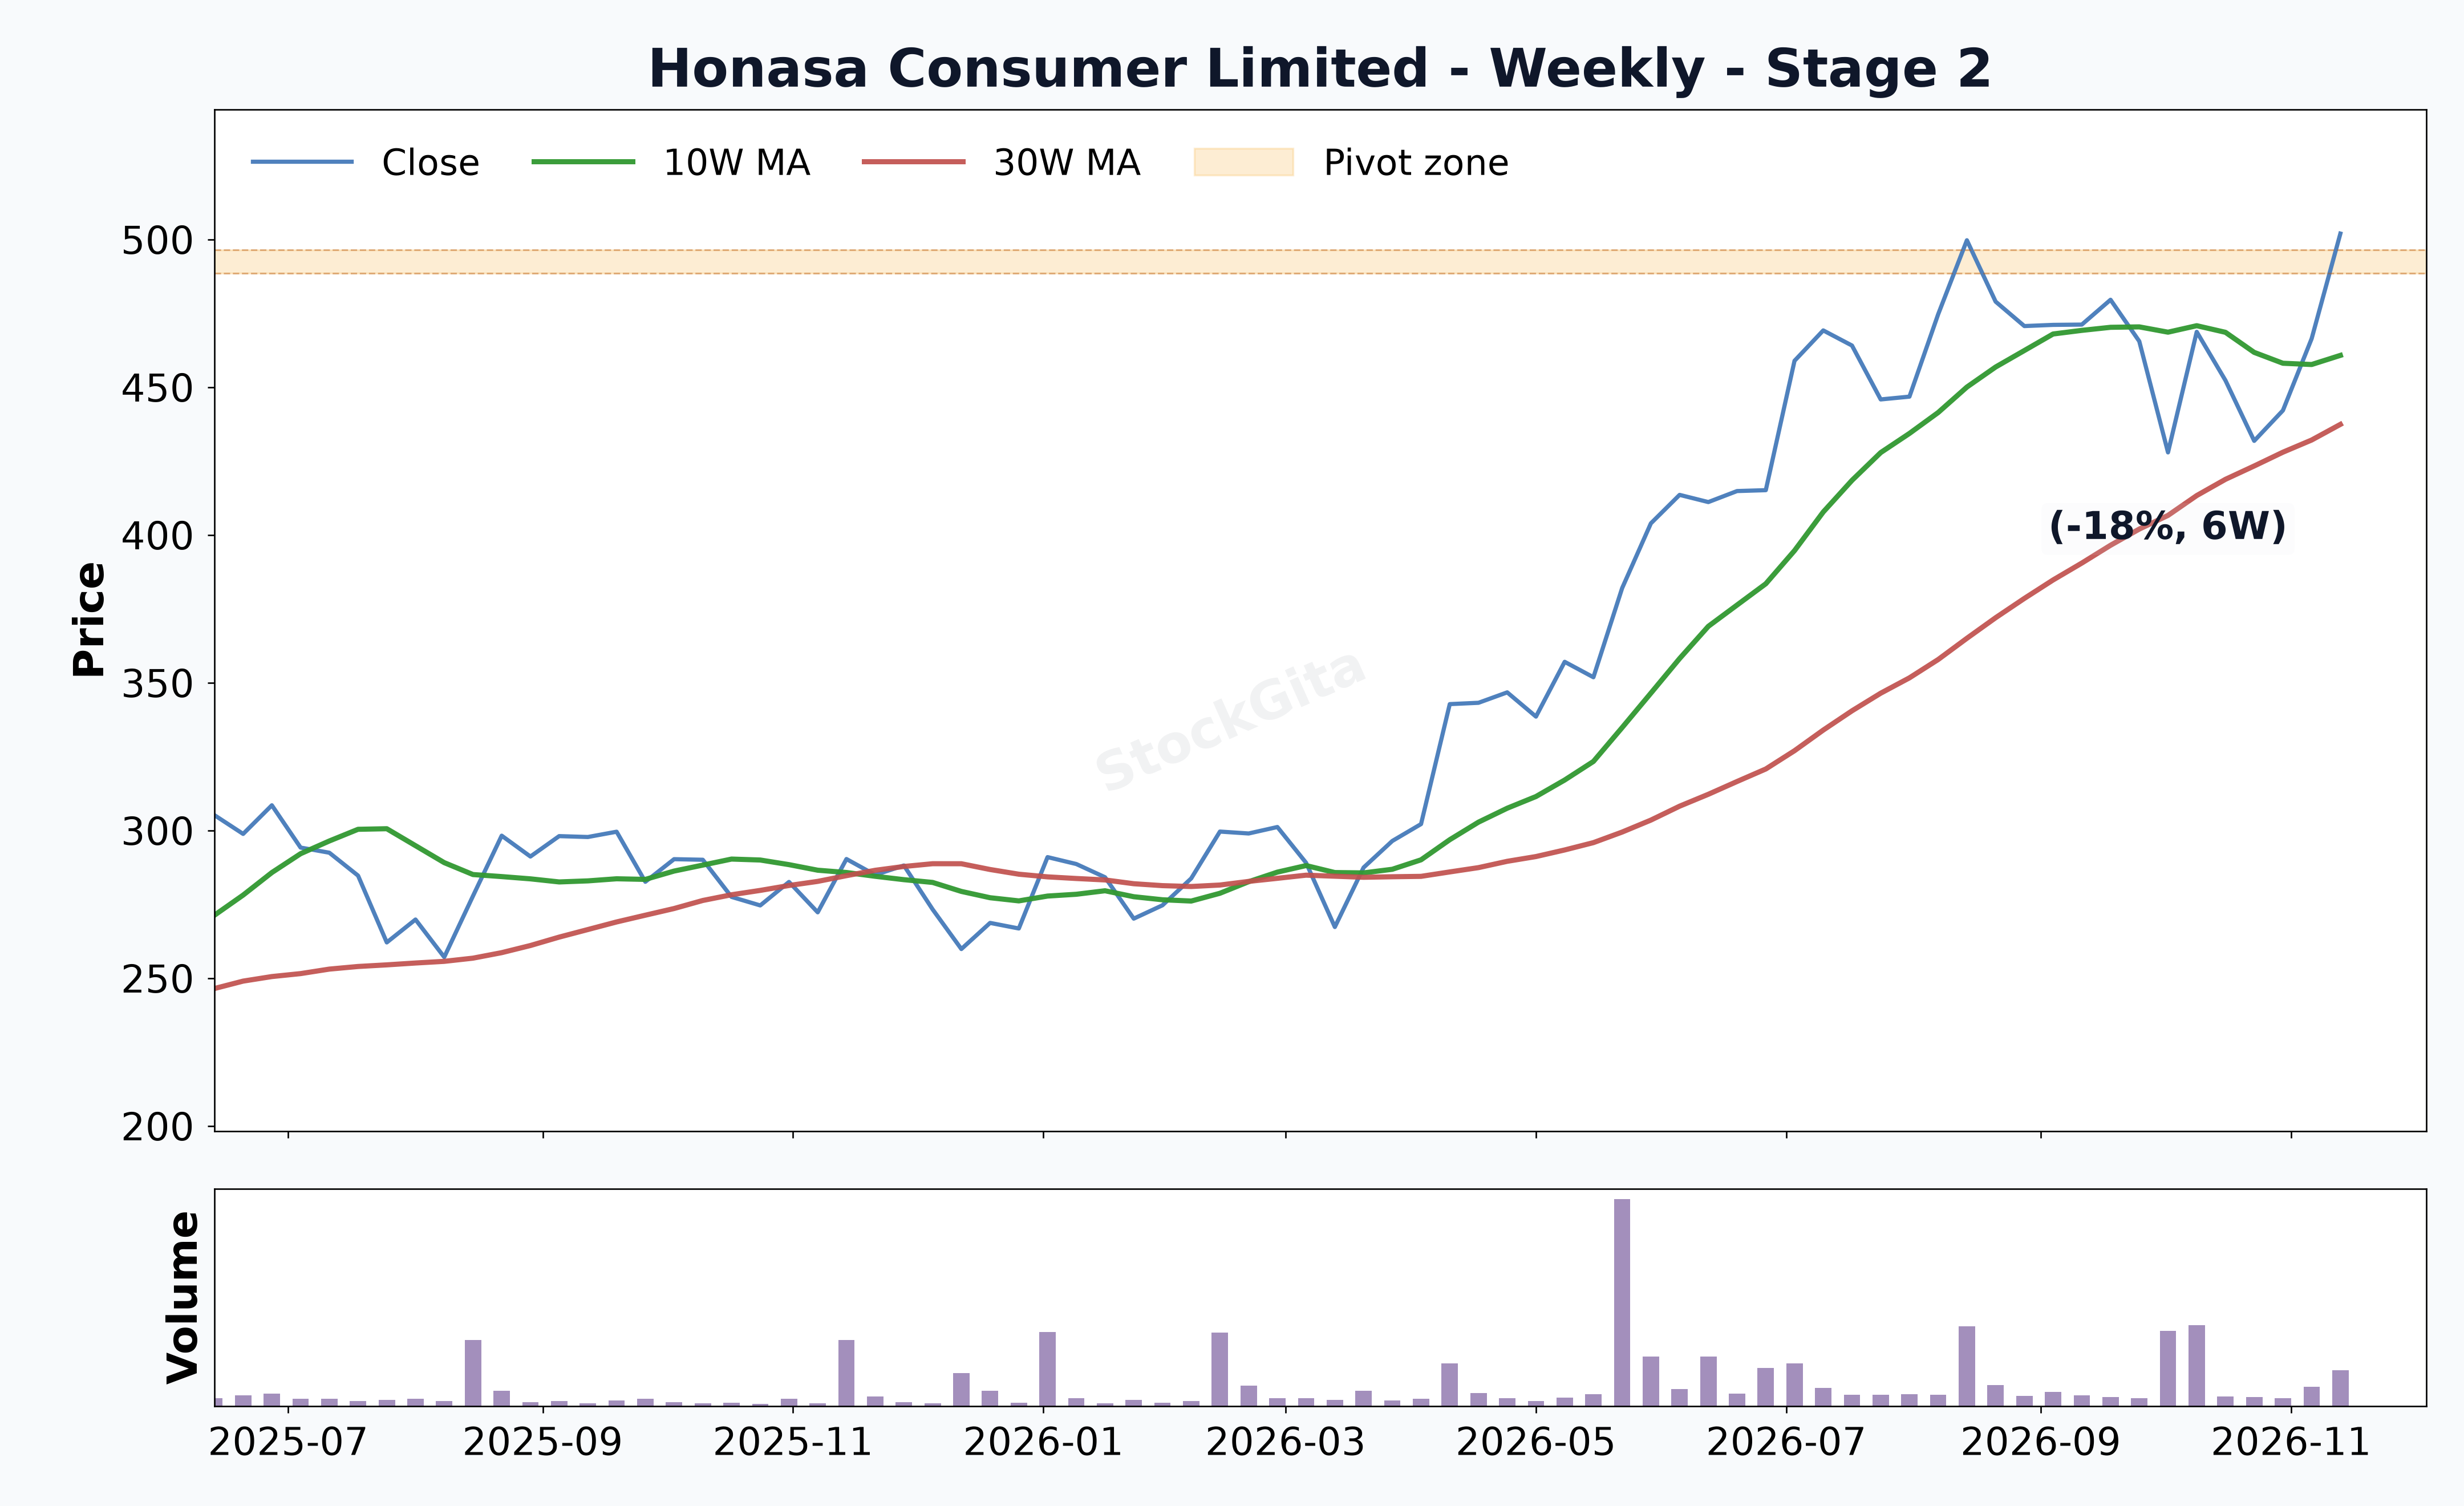 Honasa Consumer Limited - Weekly - Stage 2
Close 10W MA 30W MA Pivot zone
500
450
400
350
300
250
200
Price
(-18%, 6W)
StockGita
Volume
2025-07 2025-09 2025-11 2026-01 2026-03 2026-05 2026-07 2026-09 2026-11